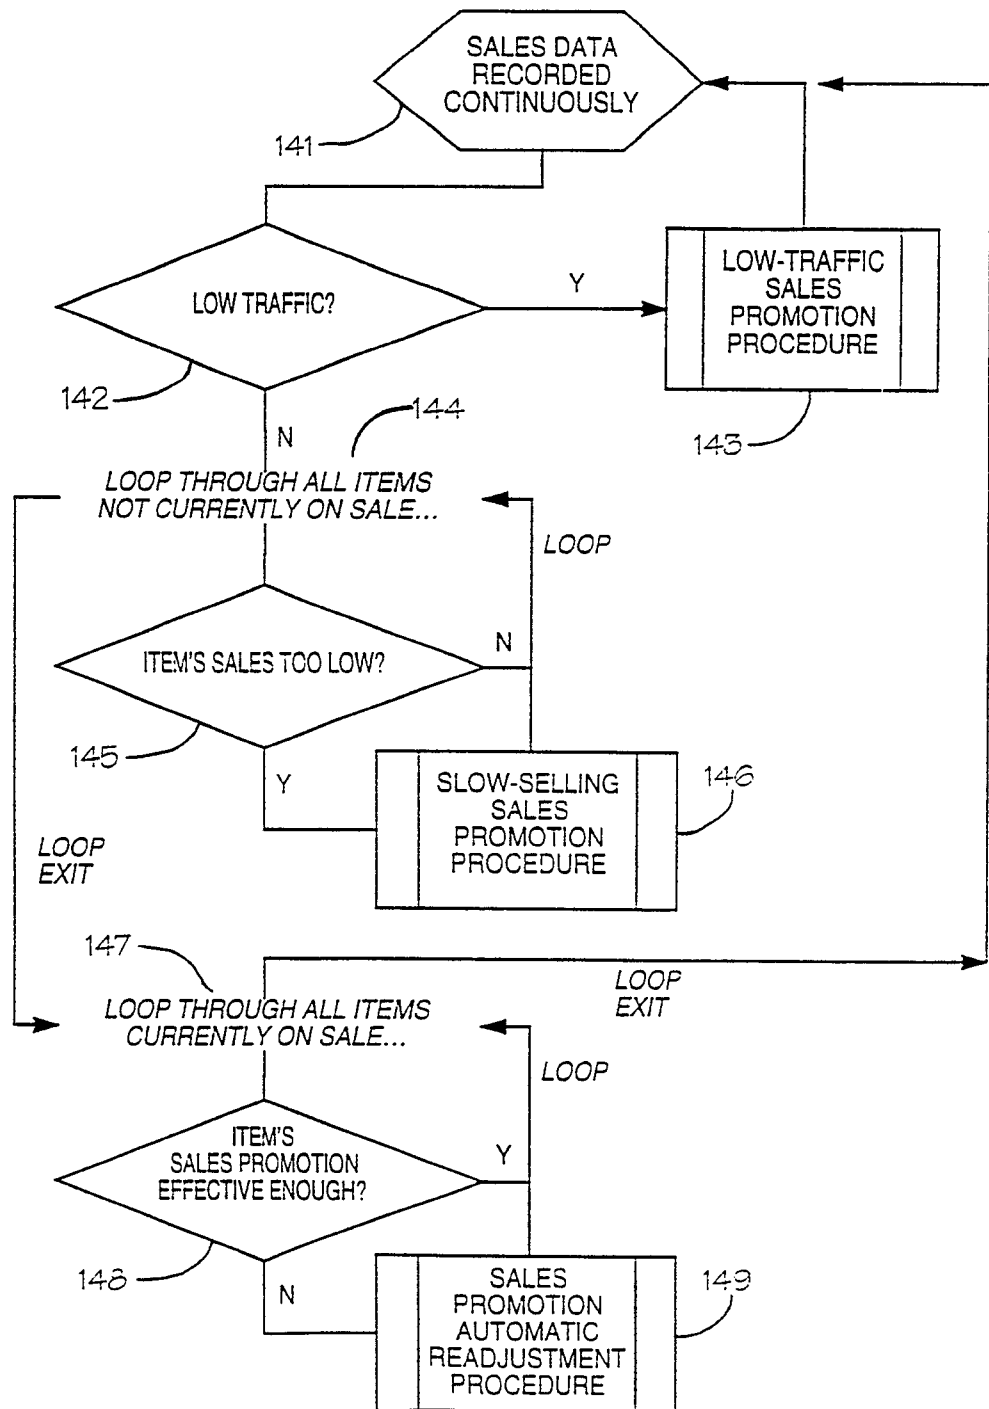 SALES DATA
RECORDED
CONTINUOUSLY
141
LOW TRAFFIC?
Y
LOW-TRAFFIC
SALES
PROMOTION
PROCEDURE
142
143
N
144
LOOP THROUGH ALL ITEMS
NOT CURRENTLY ON SALE...
LOOP
ITEM'S SALES TOO LOW?
N
145
Y
SLOW-SELLING
SALES
PROMOTION
PROCEDURE
146
LOOP
EXIT
147
LOOP THROUGH ALL ITEMS
CURRENTLY ON SALE...
LOOP
EXIT
LOOP
ITEM'S
SALES PROMOTION
EFFECTIVE ENOUGH?
Y
148
N
SALES
PROMOTION
AUTOMATIC
READJUSTMENT
PROCEDURE
149